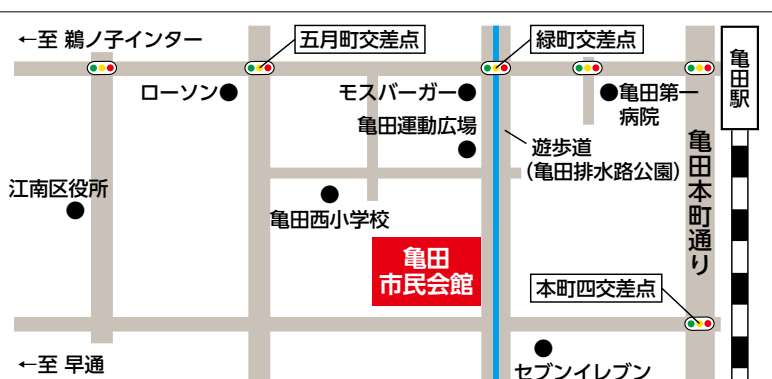 ←至 鵜ノ子インター
五月町交差点
緑町交差点
亀田駅
ローソン
モスバーガー
亀田第一
病院
亀田運動広場
遊歩道
(亀田排水路公園)
亀田本町通り
江南区役所
亀田西小学校
亀田
市民会館
本町四交差点
←至 早通
セブンイレブン